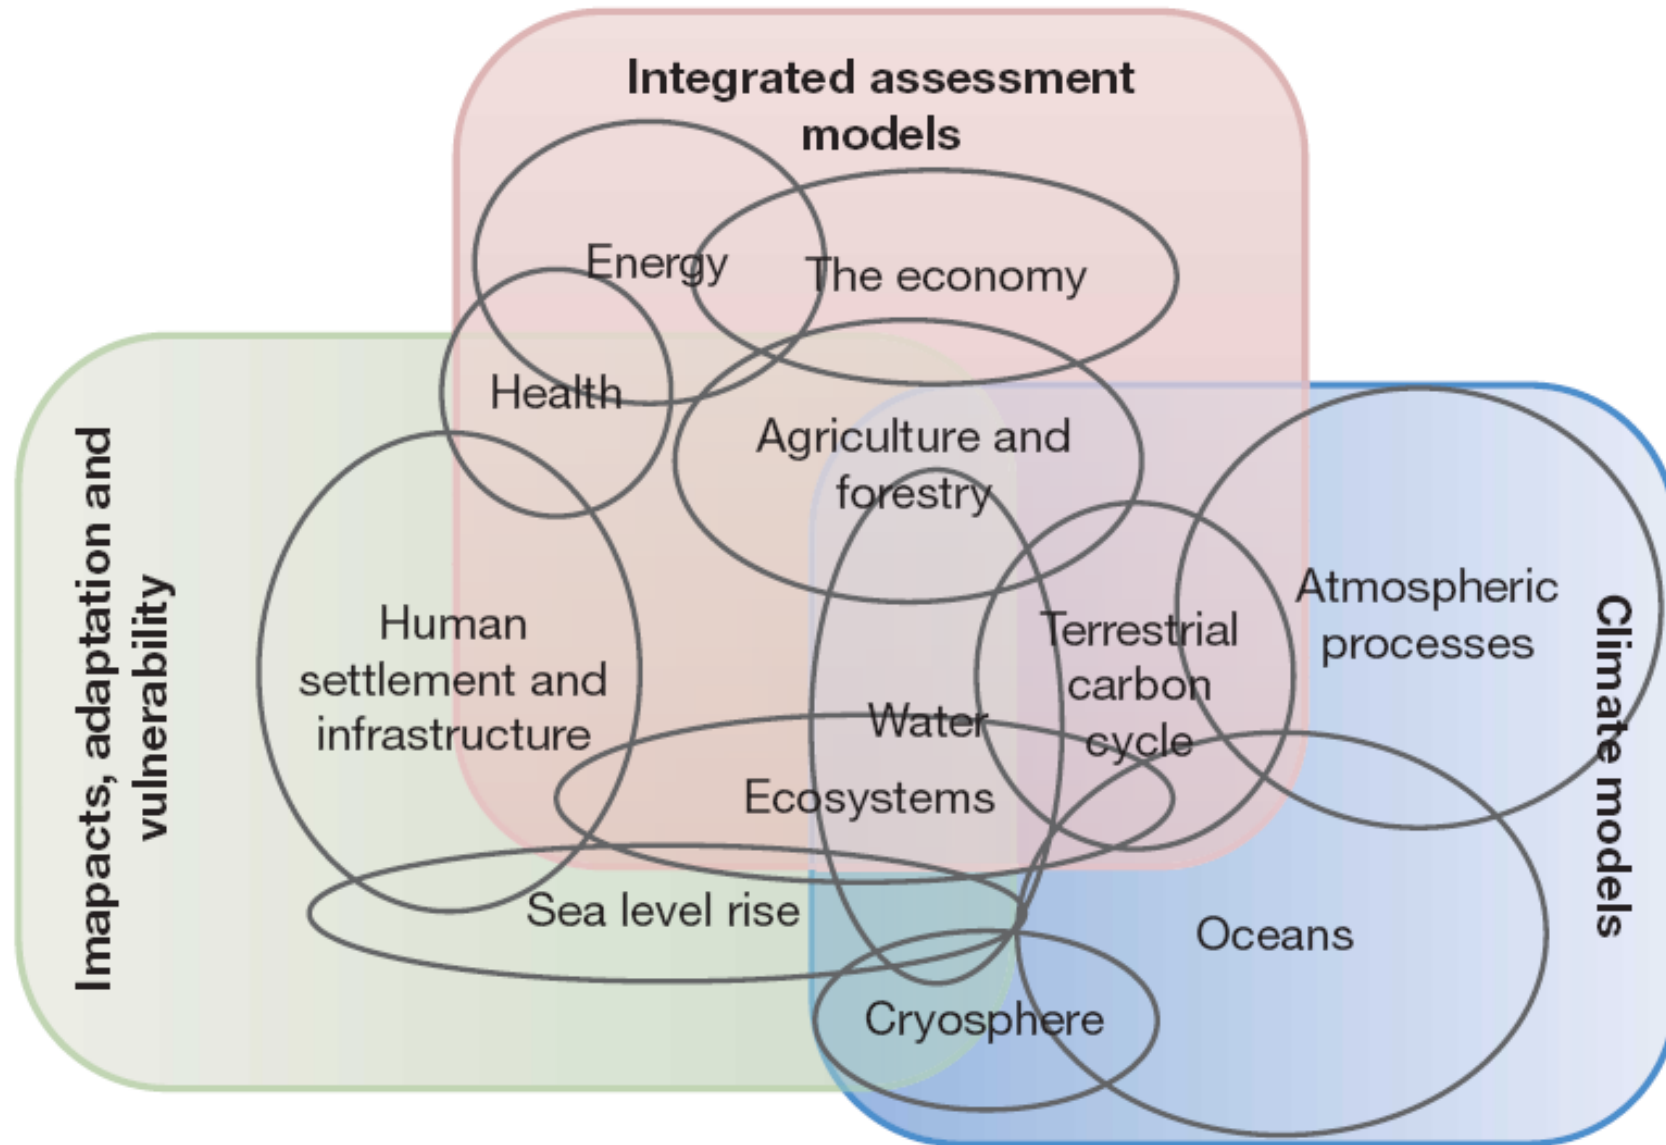 Integrated assessment
models
Energy
The economy
Health
Agriculture and
forestry
Imapacts, adaptation and
vulnerability
Human
settlement and
infrastructure
Water
Terrestrial
carbon
cycle
Atmospheric
processes
Climate models
Ecosystems
Sea level rise
Oceans
Cryosphere